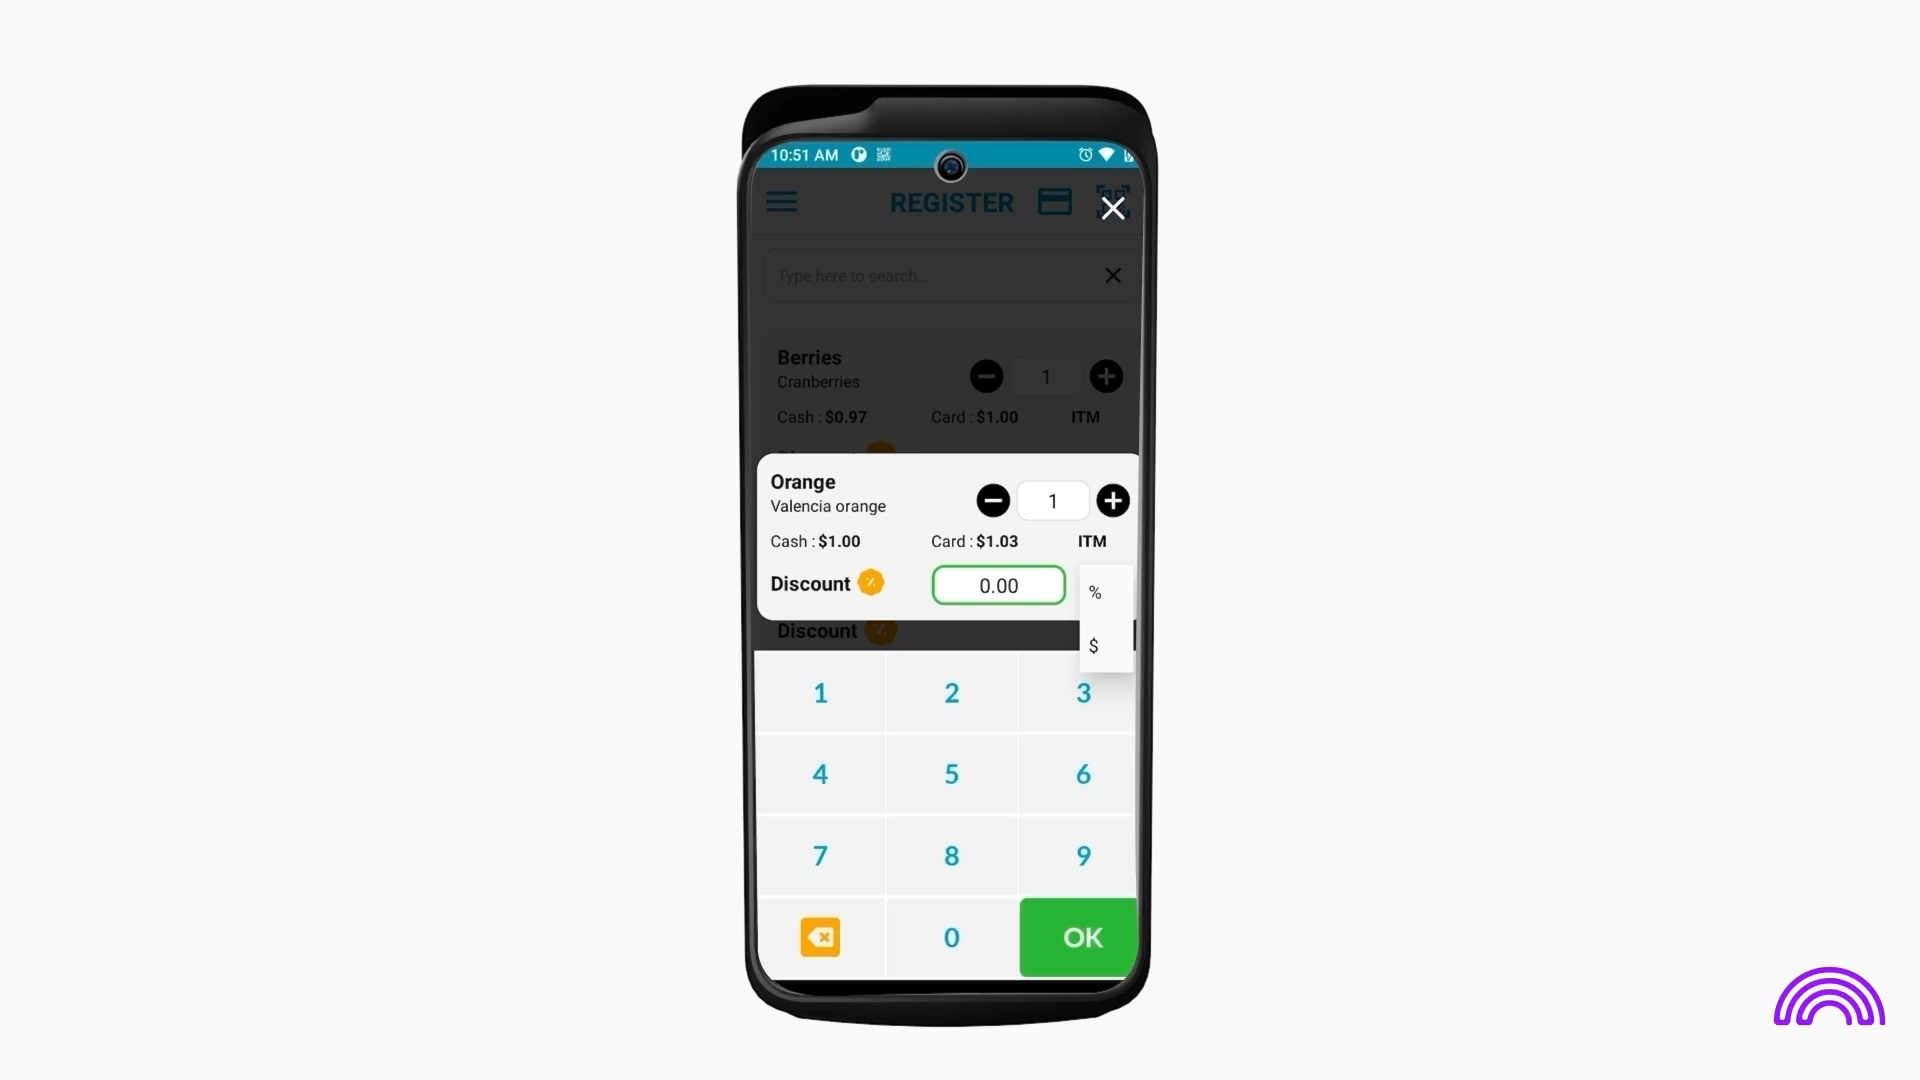 10:51 AM
REGISTER
Type here to search...
Berries
Cranberries
1
Cash : $0.97 Card : $1.00 ITM
Orange
Valencia orange
1
Cash : $1.00 Card : $1.03 ITM
Discount 0.00 %
$
Discount
1 2 3
4 5 6
7 8 9
0 OK